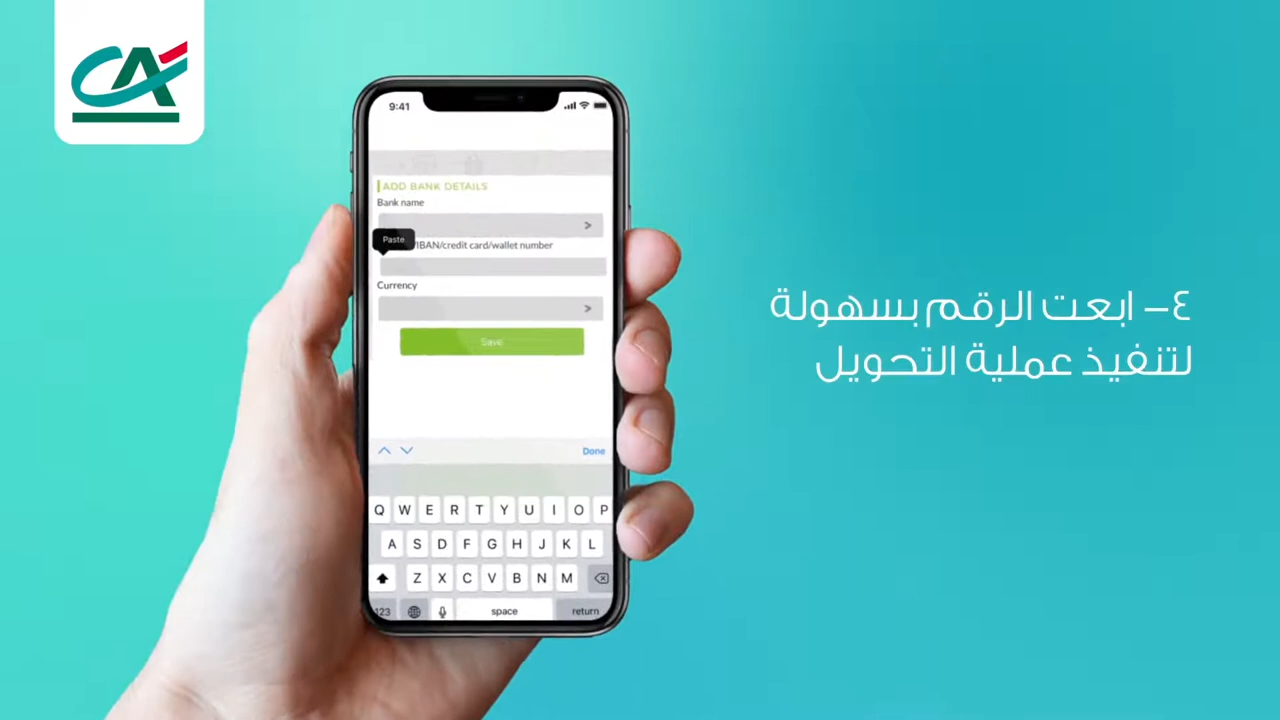 9:41
ADD BANK DETAILS
Bank name
Paste
/IBAN/credit card/wallet number
Currency
Save
Done
Q W E R T Y U I O P
A S D F G H J K L
Z X C V B N M
123 space return
٤- ابعت الرقم بسهولة
لتنفيذ عملية التحويل